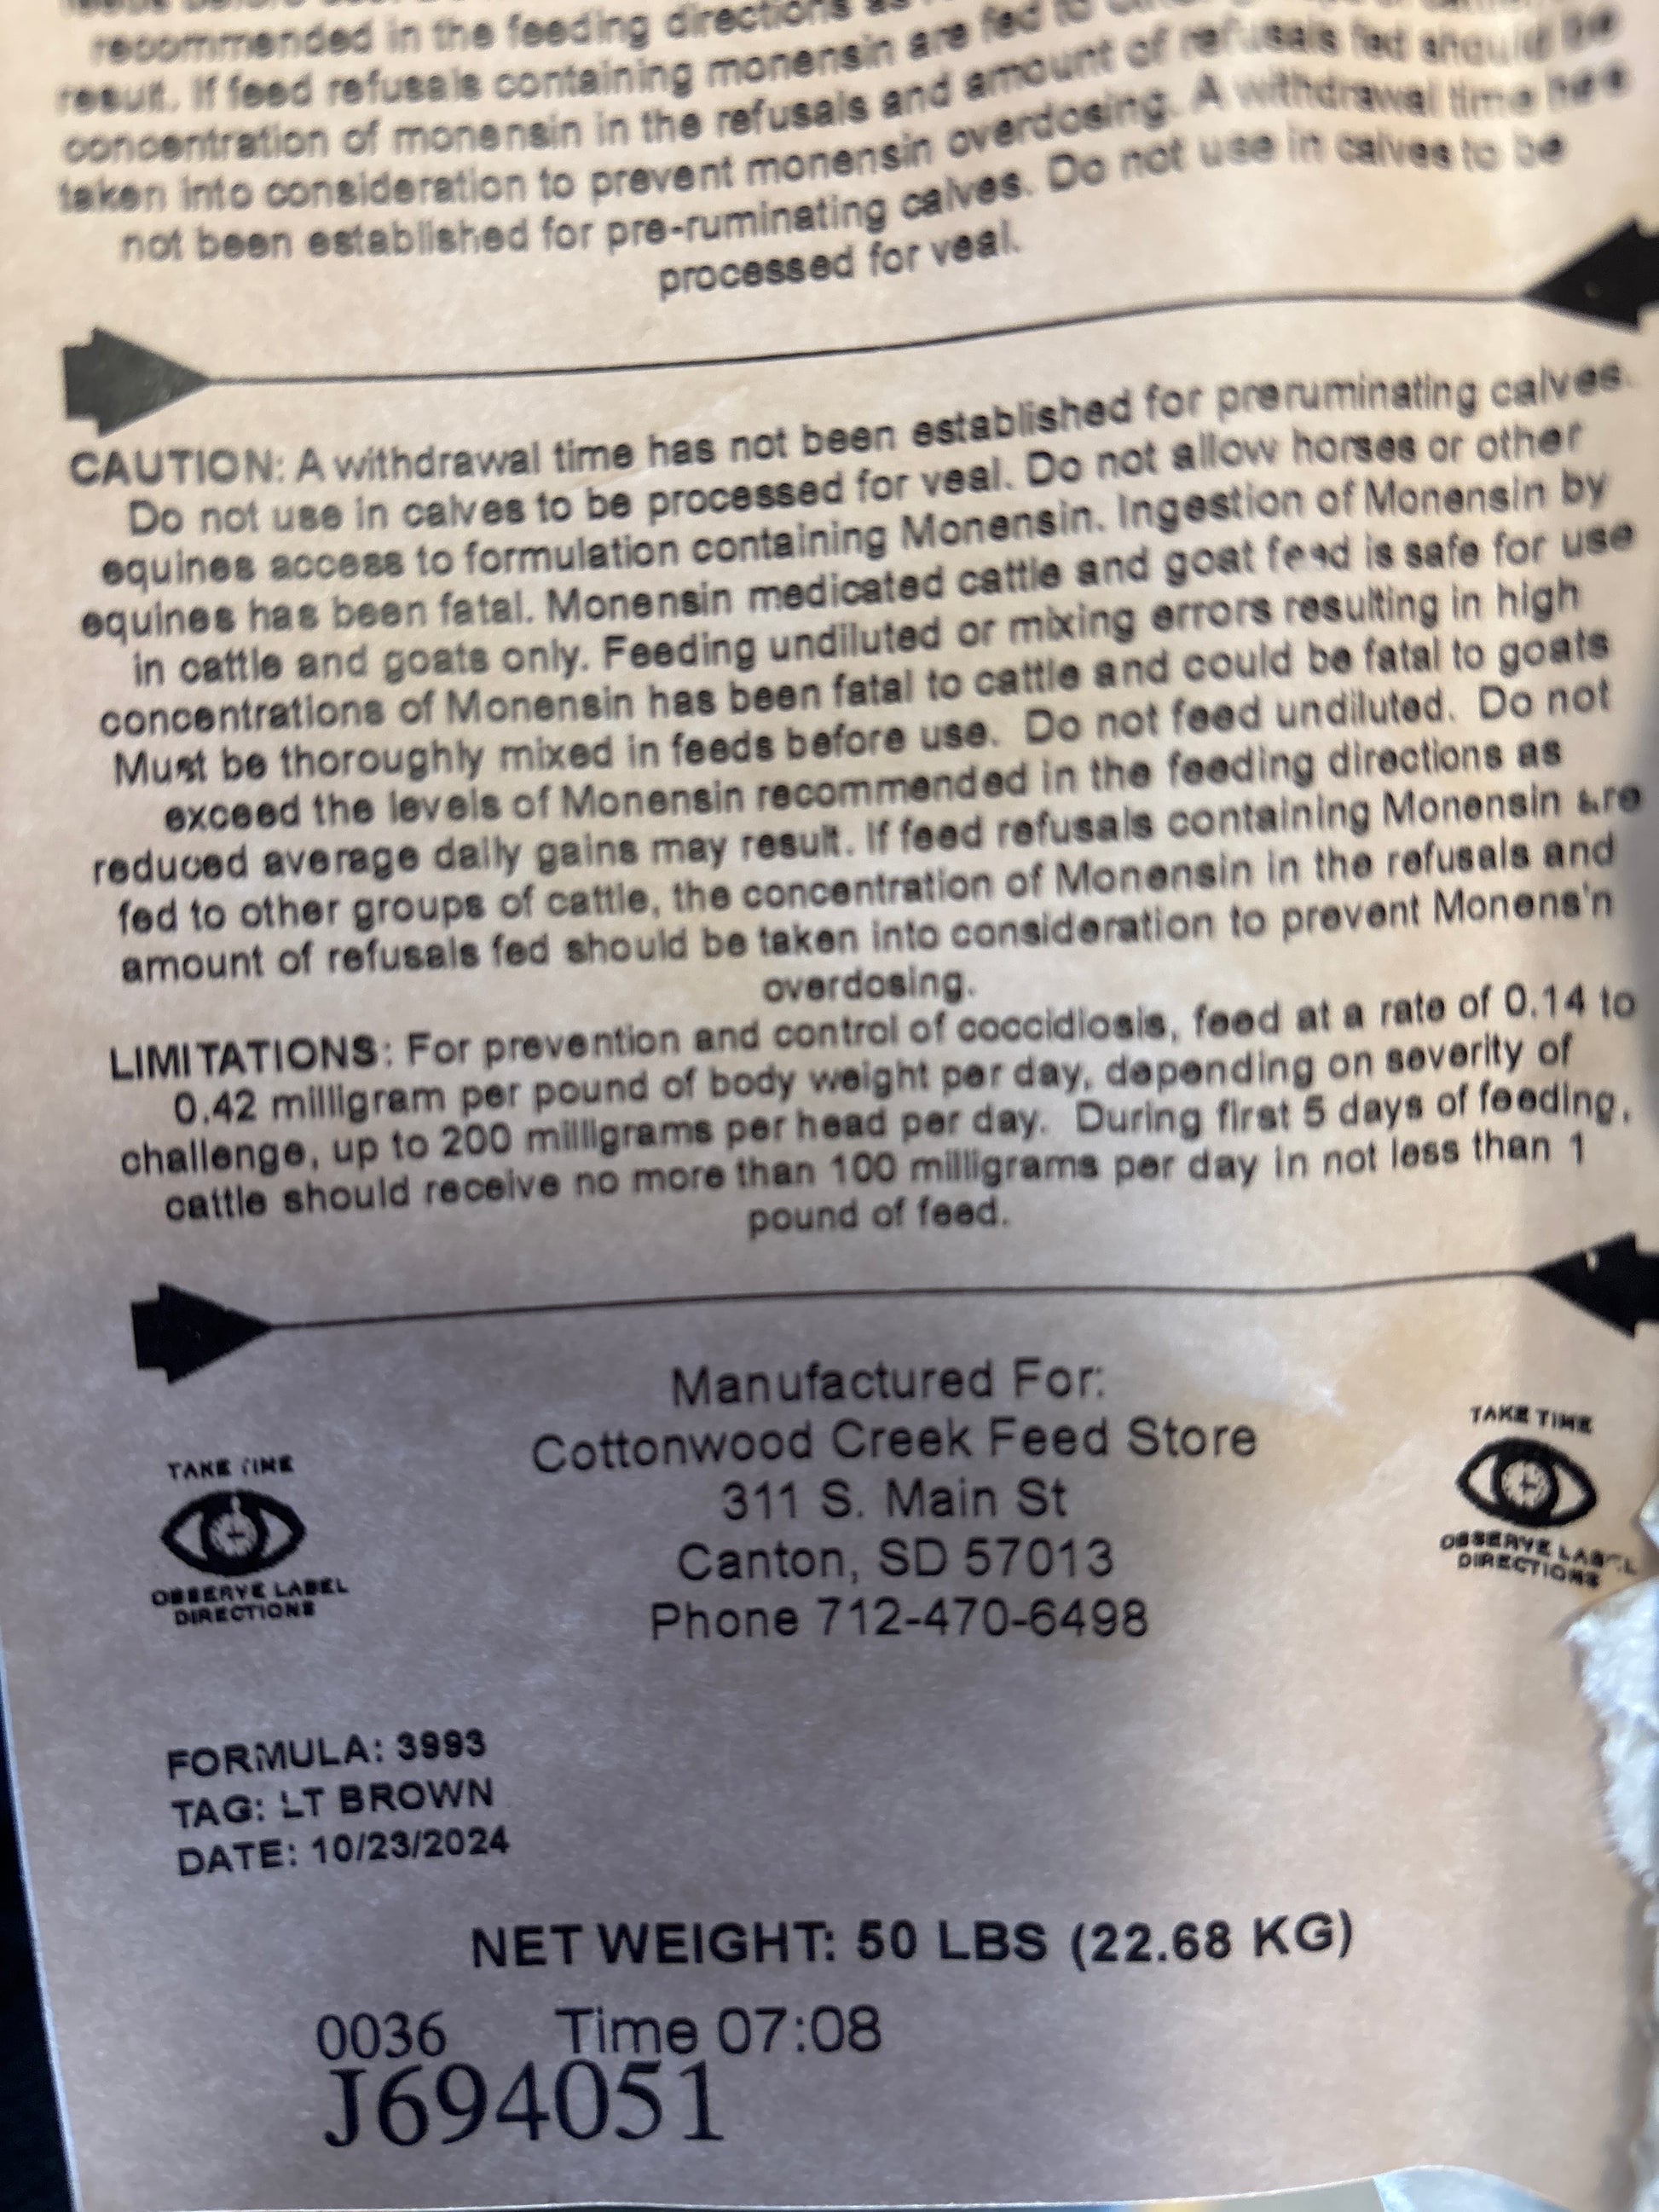 recommended in the feeding directions as
result. If feed refusals containing monensin are fed to
concentration of monensin in the refusals and amount of refusals fed should be
taken into consideration to prevent monensin overdosing. A withdrawal time has
not been established for pre-ruminating calves. Do not use in calves to be
processed for veal.
CAUTION: A withdrawal time has not been established for preruminating calves.
Do not use in calves to be processed for veal. Do not allow horses or other
equines access to formulation containing Monensin. Ingestion of Monensin by
equines has been fatal. Monensin medicated cattle and goat feed is safe for use
in cattle and goats only. Feeding undiluted or mixing errors resulting in high
concentrations of Monensin has been fatal to cattle and could be fatal to goats
Must be thoroughly mixed in feeds before use. Do not feed undiluted. Do not
exceed the levels of Monensin recommended in the feeding directions as
reduced average daily gains may result. If feed refusals containing Monensin are
fed to other groups of cattle, the concentration of Monensin in the refusals and
amount of refusals fed should be taken into consideration to prevent Monens'n
overdosing.
LIMITATIONS: For prevention and control of coccidiosis, feed at a rate of 0.14 to
0.42 milligram per pound of body weight per day, depending on severity of
challenge, up to 200 milligrams per head per day. During first 5 days of feeding,
cattle should receive no more than 100 milligrams per day in not less than 1
pound of feed.
Manufactured For:
Cottonwood Creek Feed Store
311 S. Main St
Canton, SD 57013
Phone 712-470-6498
TAKE TIME
OBSERVE LABEL
DIRECTIONS
TAKE TIME
OBSERVE LABEL
DIRECTIONS
FORMULA: 3993
TAG: LT BROWN
DATE: 10/23/2024
NET WEIGHT: 50 LBS (22.68 KG)
0036 Time 07:08
J694051